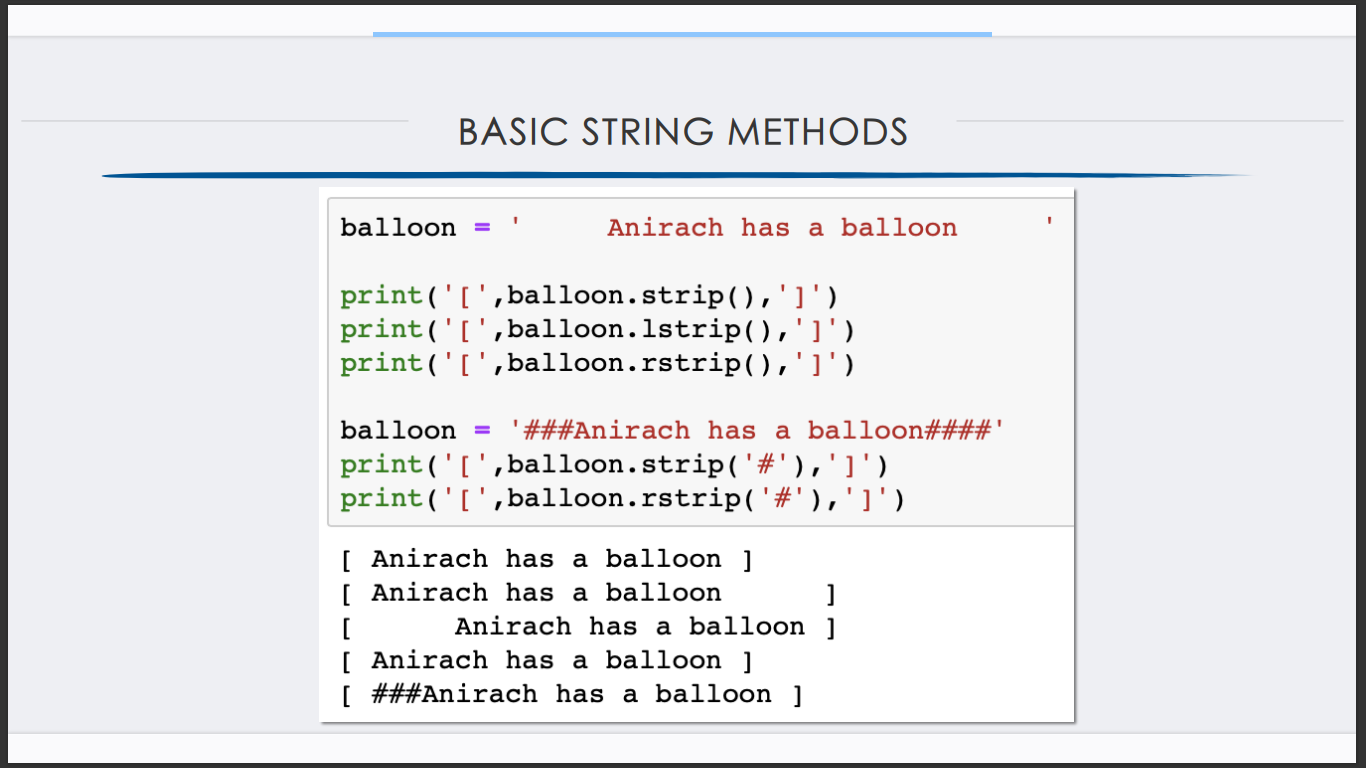 BASIC STRING METHODS
balloon = '     Anirach has a balloon     '
print('[',balloon.strip(),']')
print('[',balloon.lstrip(),']')
print('[',balloon.rstrip(),']')
balloon = '###Anirach has a balloon####'
print('[',balloon.strip('#'),']')
print('[',balloon.rstrip('#'),']')
[ Anirach has a balloon ]
[ Anirach has a balloon      ]
[      Anirach has a balloon ]
[ Anirach has a balloon ]
[ ###Anirach has a balloon ]